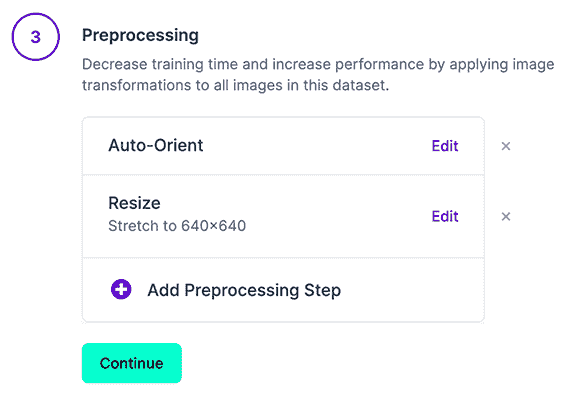 3
Preprocessing
Decrease training time and increase performance by applying image
transformations to all images in this dataset.
Auto-Orient
Edit
×
Resize
Stretch to 640×640
Edit
×
Add Preprocessing Step
Continue